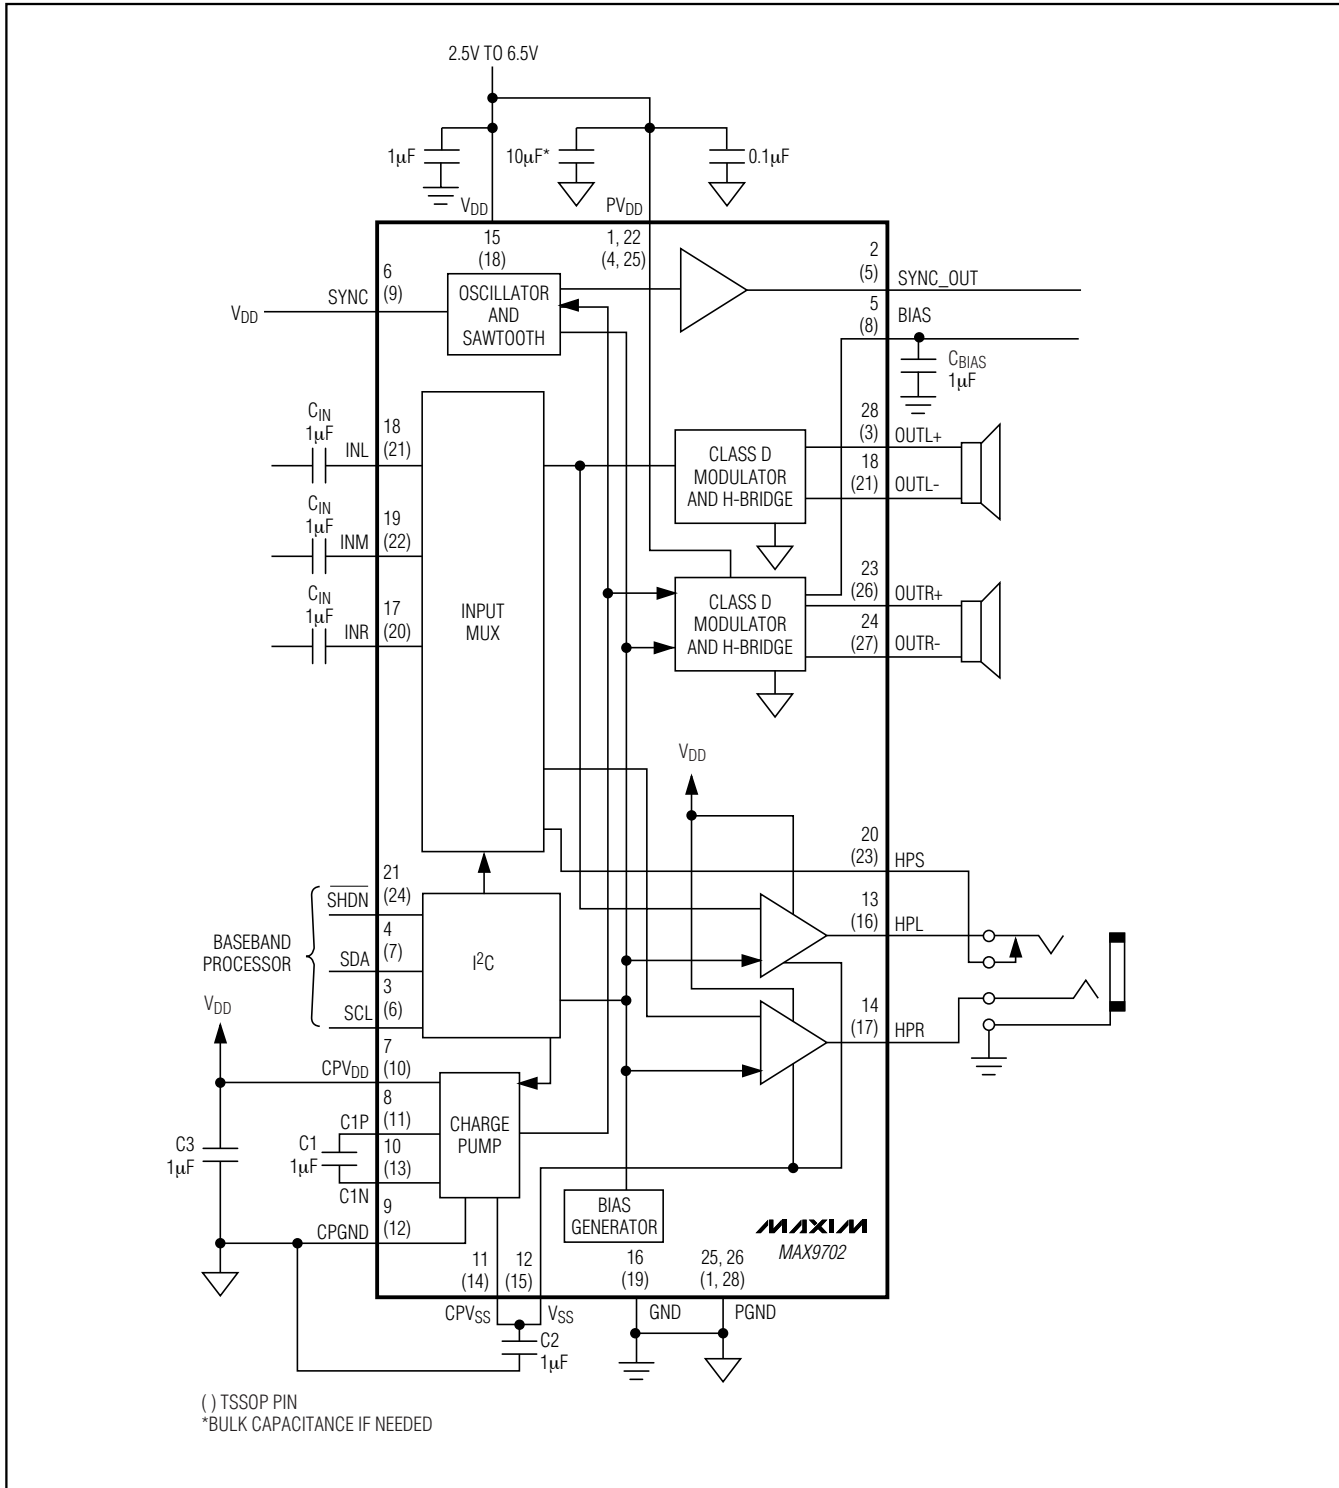 2.5V TO 6.5V
1μF
10μF*
0.1μF
VDD
PVDD
15
(18)
1, 22
(4, 25)
2
(5)
SYNC_OUT
6
(9)
SYNC
VDD
OSCILLATOR
AND
SAWTOOTH
5
(8)
BIAS
CBIAS
1μF
CIN
1μF
INL
18
(21)
CLASS D
MODULATOR
AND H-BRIDGE
28
(3)
OUTL+
18
(21)
OUTL-
CIN
1μF
INM
19
(22)
CIN
1μF
INR
17
(20)
INPUT
MUX
CLASS D
MODULATOR
AND H-BRIDGE
23
(26)
OUTR+
24
(27)
OUTR-
VDD
20
(23)
HPS
21
(24)
SHDN
4
(7)
SDA
3
(6)
SCL
BASEBAND
PROCESSOR
I2C
13
(16)
HPL
14
(17)
HPR
VDD
7
(10)
CPVDD
8
(11)
C1P
C1
1μF
10
(13)
C1N
C3
1μF
CHARGE
PUMP
9
(12)
CPGND
BIAS
GENERATOR
MAXIM
MAX9702
11
(14)
12
(15)
16
(19)
25, 26
(1, 28)
CPVSS
VSS
GND
PGND
C2
1μF
( ) TSSOP PIN
*BULK CAPACITANCE IF NEEDED